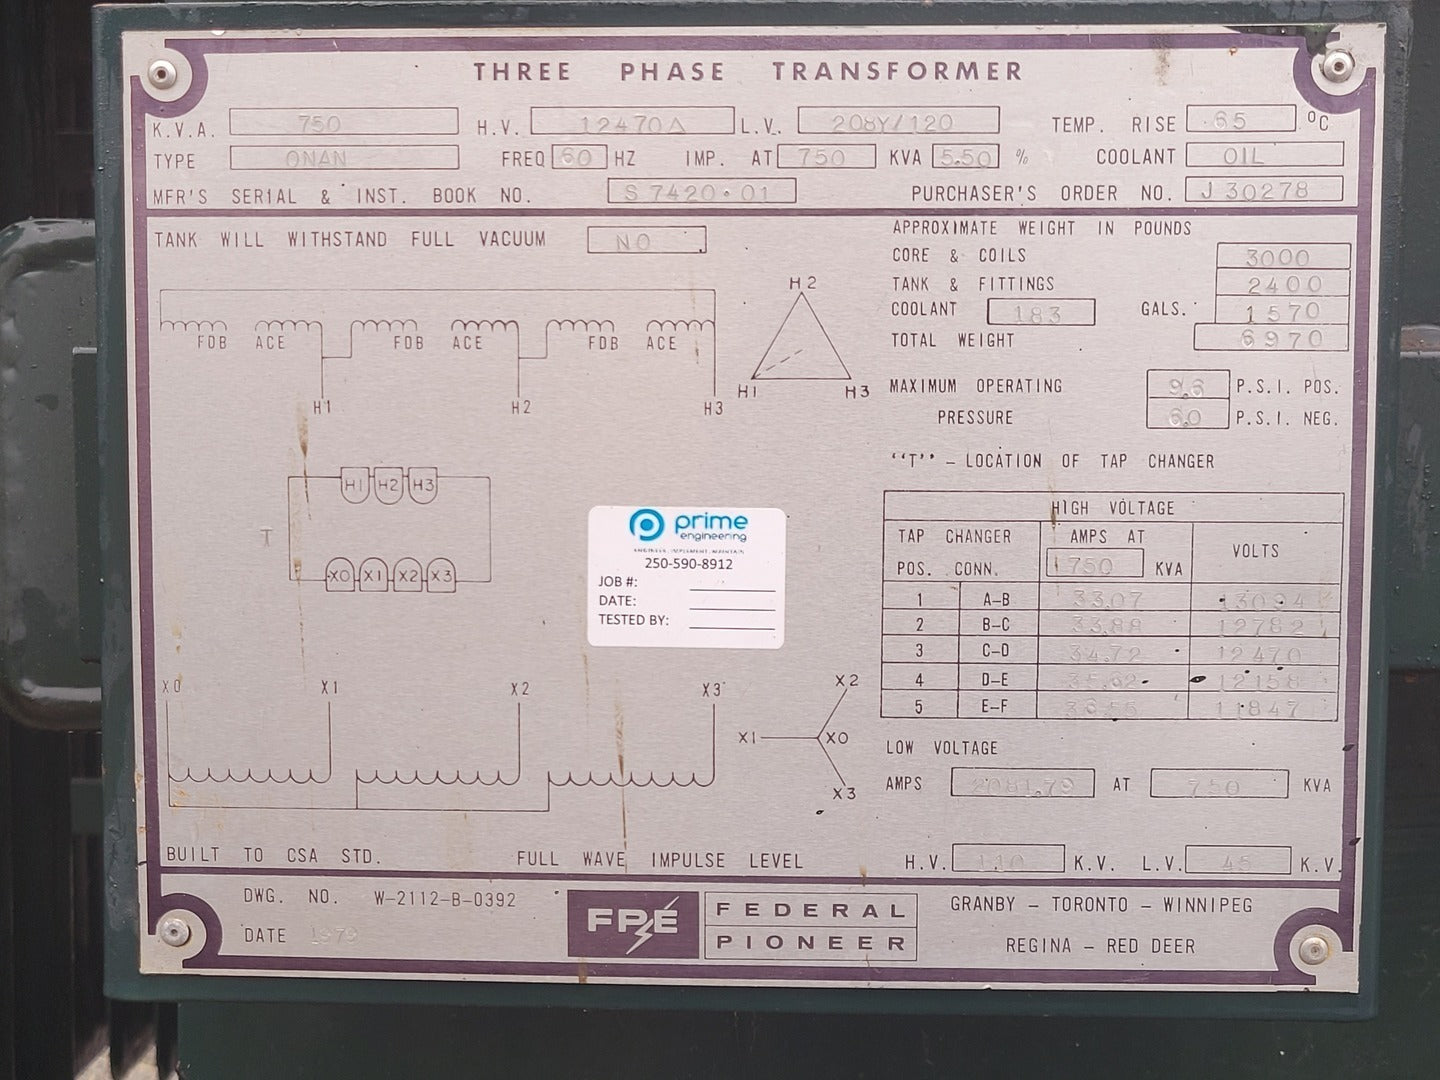 THREE PHASE TRANSFORMER
K.V.A. 750 H.V. 12470Δ L.V. 208Y/120 TEMP. RISE 65 °C
TYPE ONAN FREQ 60 HZ IMP. AT 750 KVA 5.50 % COOLANT OIL
MFR'S SERIAL & INST. BOOK NO. S 7420·01 PURCHASER'S ORDER NO. J 30278
TANK WILL WITHSTAND FULL VACUUM NO
APPROXIMATE WEIGHT IN POUNDS
CORE & COILS 3000
TANK & FITTINGS 2400
COOLANT 183 GALS. 1570
TOTAL WEIGHT 6970
FDB ACE FDB ACE FDB ACE
H1 H2 H3
H2
H1 H3
MAXIMUM OPERATING 9.6 P.S.I. POS.
PRESSURE 6.0 P.S.I. NEG.
"T" – LOCATION OF TAP CHANGER
H1 H2 H3
T
X0 X1 X2 X3
prime
engineering
ENGINEER · IMPLEMENT · MAINTAIN
250-590-8912
JOB #:
DATE:
TESTED BY:
HIGH VOLTAGE
TAP CHANGER AMPS AT VOLTS
POS. CONN. 750 KVA
1 A–B 33.07 13094
2 B–C 33.88 12782
3 C–D 34.72 12470
4 D–E 35.62 12158
5 E–F 36.55 11847
X0 X1 X2 X3
X2
X1 X0
X3
LOW VOLTAGE
AMPS 2081.79 AT 750 KVA
BUILT TO CSA STD. FULL WAVE IMPULSE LEVEL H.V. 110 K.V. L.V. 45 K.V.
DWG. NO. W–2112–B–0392
DATE 1979
FPE FEDERAL
PIONEER
GRANBY – TORONTO – WINNIPEG
REGINA – RED DEER